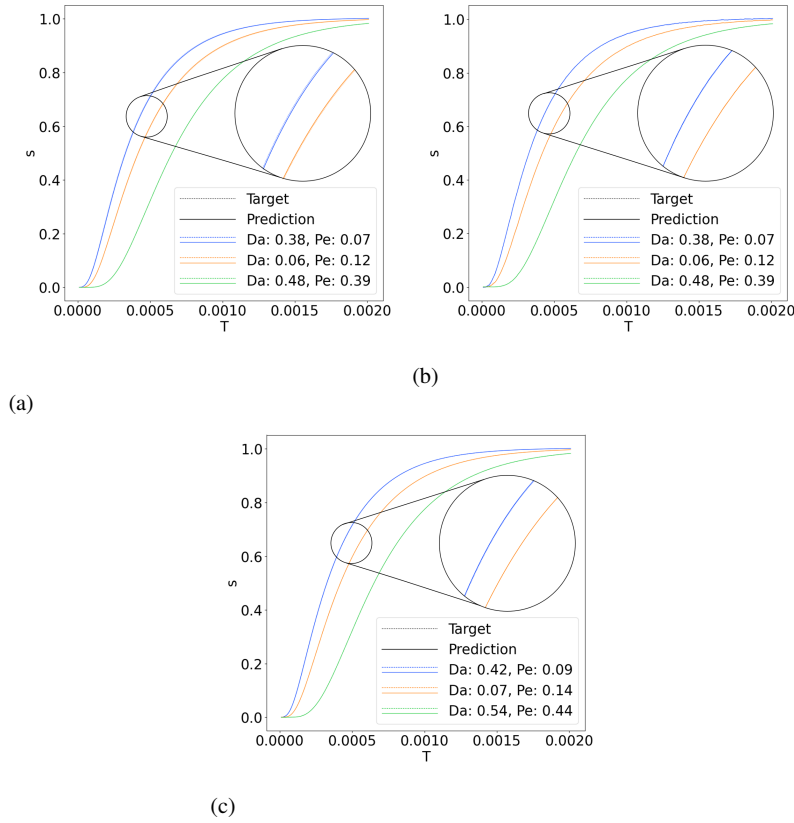 1.0
0.8
0.6
0.4
0.2
0.0
s
Target
Prediction
Da: 0.38, Pe: 0.07
Da: 0.06, Pe: 0.12
Da: 0.48, Pe: 0.39
0.0000 0.0005 0.0010 0.0015 0.0020
T
(a)
1.0
0.8
0.6
0.4
0.2
0.0
s
Target
Prediction
Da: 0.38, Pe: 0.07
Da: 0.06, Pe: 0.12
Da: 0.48, Pe: 0.39
0.0000 0.0005 0.0010 0.0015 0.0020
T
(b)
1.0
0.8
0.6
0.4
0.2
0.0
s
Target
Prediction
Da: 0.42, Pe: 0.09
Da: 0.07, Pe: 0.14
Da: 0.54, Pe: 0.44
0.0000 0.0005 0.0010 0.0015 0.0020
T
(c)